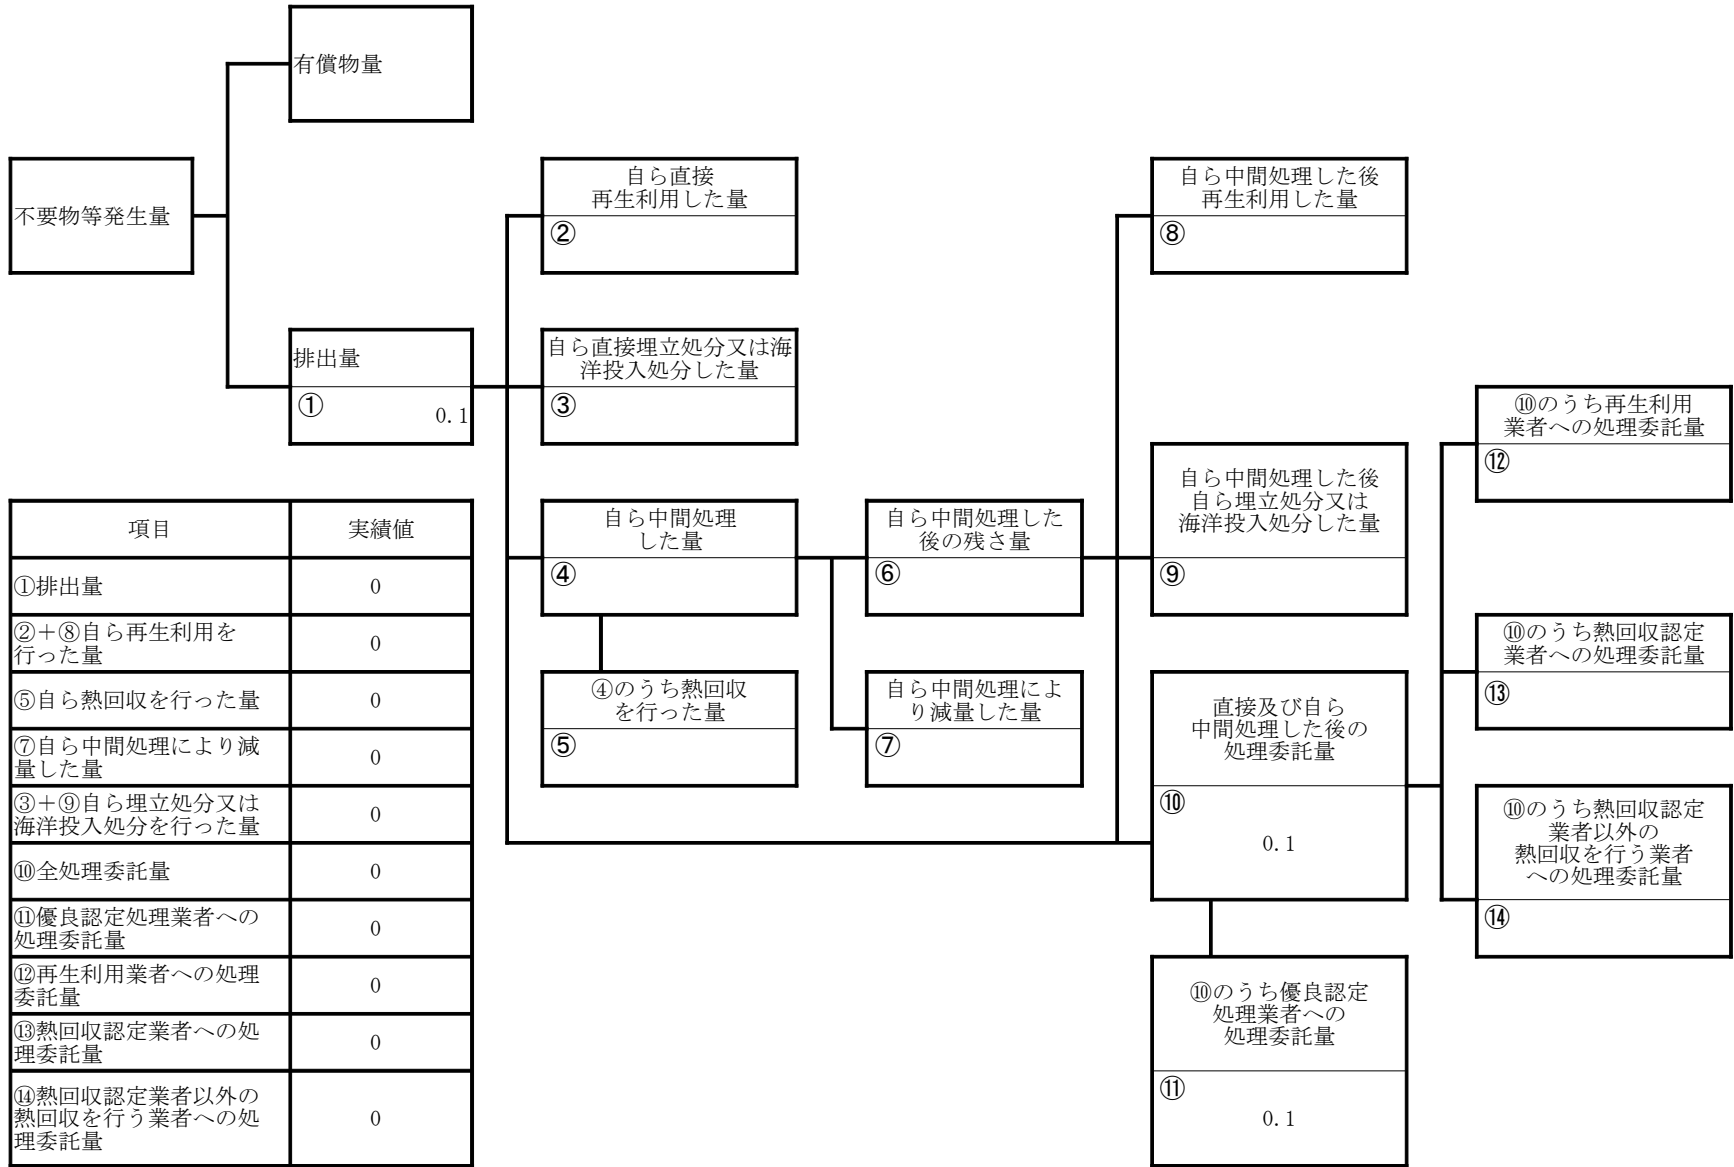 有償物量
不要物等発生量
自ら直接
再生利用した量
②
自ら中間処理した後
再生利用した量
⑧
排出量
①
0.1
自ら直接埋立処分又は海
洋投入処分した量
③
⑩のうち再生利用
業者への処理委託量
⑫
自ら中間処理
した量
④
自ら中間処理した
後の残さ量
⑥
自ら中間処理した後
自ら埋立処分又は
海洋投入処分した量
⑨
⑩のうち熱回収認定
業者への処理委託量
⑬
④のうち熱回収
を行った量
⑤
自ら中間処理によ
り減量した量
⑦
直接及び自ら
中間処理した後の
処理委託量
⑩
0.1
⑩のうち熱回収認定
業者以外の
熱回収を行う業者
への処理委託量
⑭
⑩のうち優良認定
処理業者への
処理委託量
⑪
0.1
項目 実績値
①排出量 0
②+⑧自ら再生利用を
行った量 0
⑤自ら熱回収を行った量 0
⑦自ら中間処理により減
量した量 0
③+⑨自ら埋立処分又は
海洋投入処分を行った量 0
⑩全処理委託量 0
⑪優良認定処理業者への
処理委託量 0
⑫再生利用業者への処理
委託量 0
⑬熱回収認定業者への処
理委託量 0
⑭熱回収認定業者以外の
熱回収を行う業者への処
理委託量 0